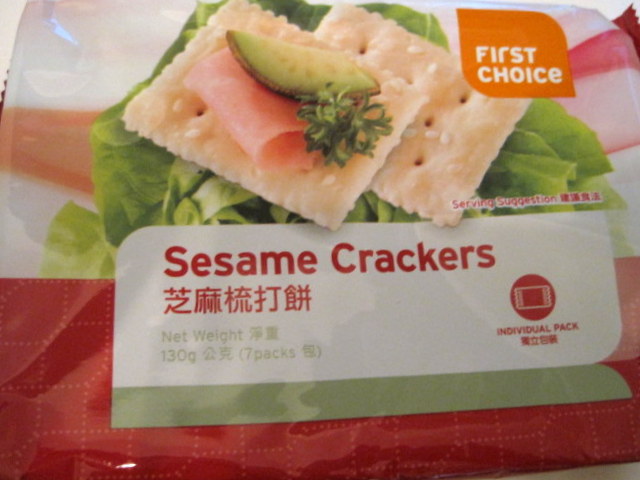 FIRST
CHOICE
Serving Suggestion 建議食法
Sesame Crackers
芝麻梳打餅
Net Weight 淨重
130g 公克 (7packs 包)
INDIVIDUAL PACK
獨立包裝